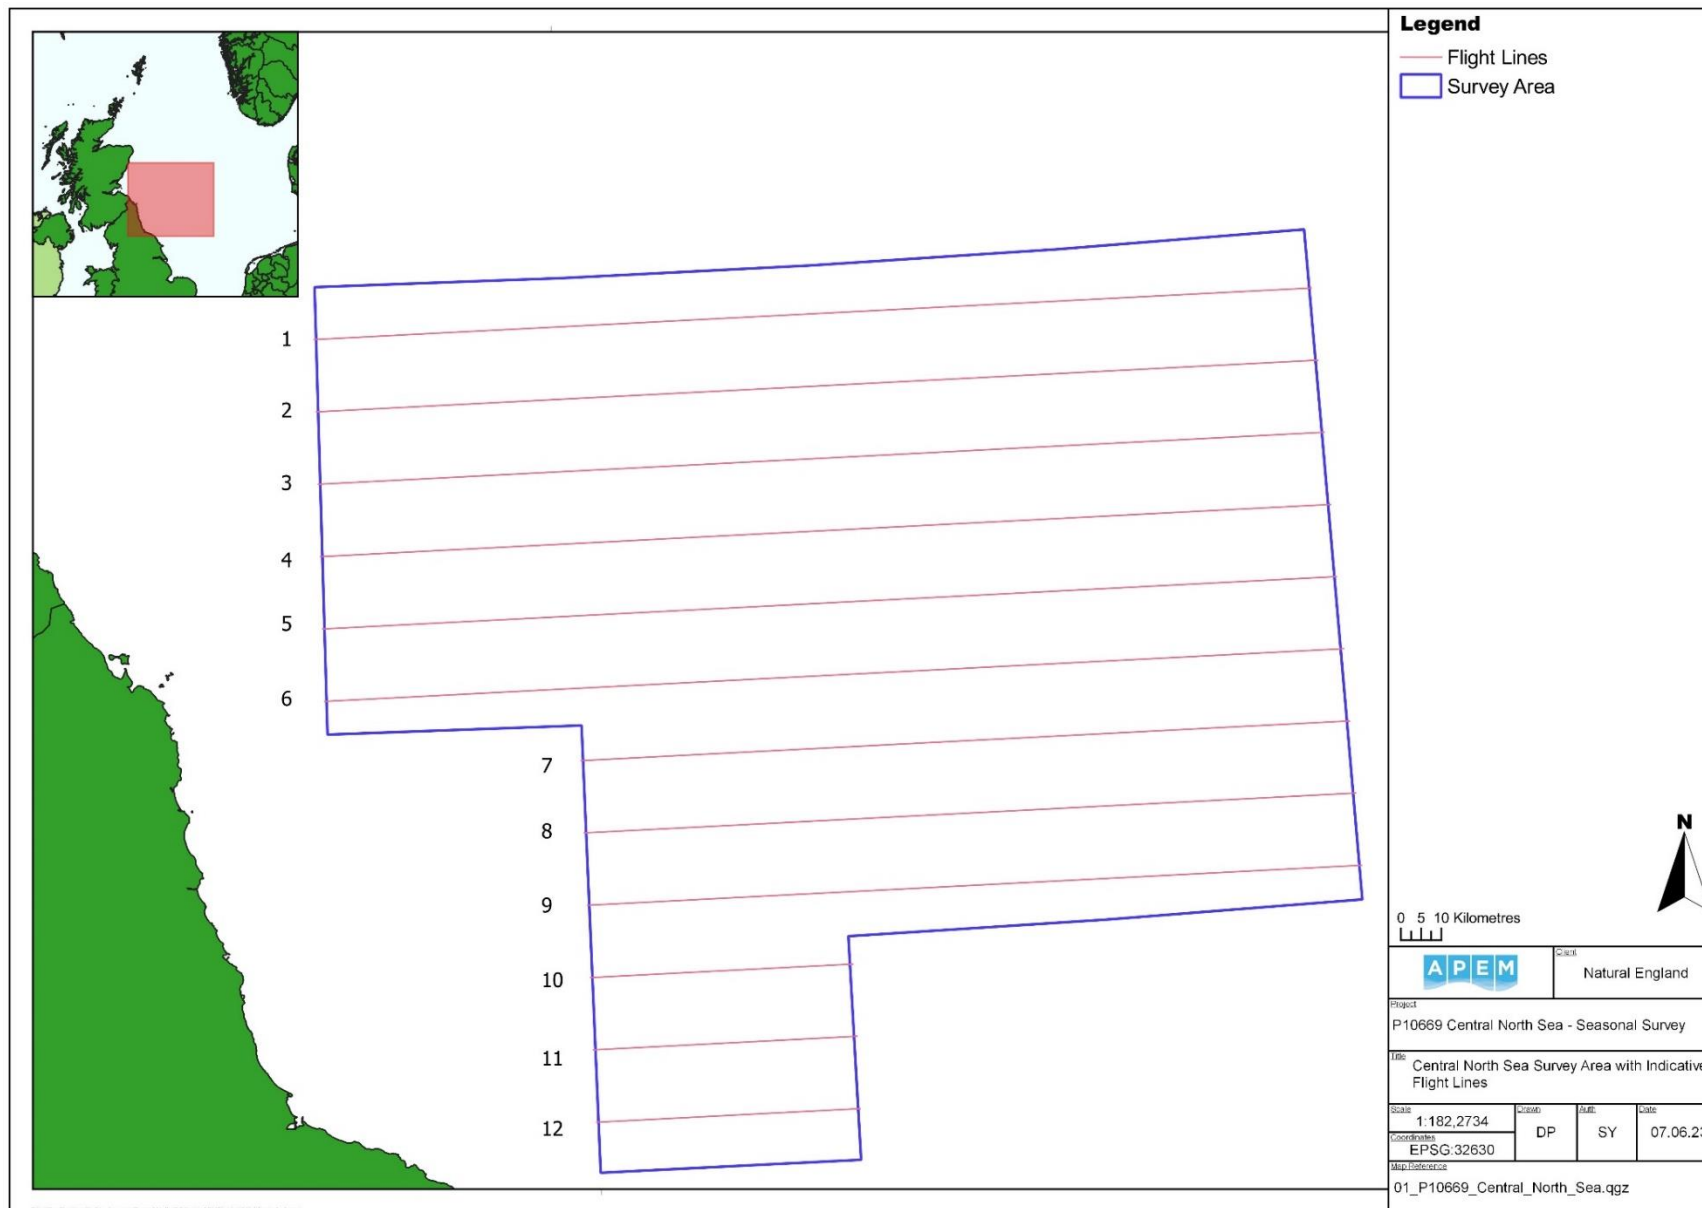 Legend
Flight Lines
Survey Area
1
2
3
4
5
6
7
8
9
10
11
12
N
0 5 10 Kilometres
APEM
Client
Natural England
Project
P10669 Central North Sea - Seasonal Survey
Title
Central North Sea Survey Area with Indicative
Flight Lines
Scale
1:182,2734
Drawn
DP
Auth
SY
Date
07.06.23
Coordinates
EPSG:32630
Map Reference
01_P10669_Central_North_Sea.qgz